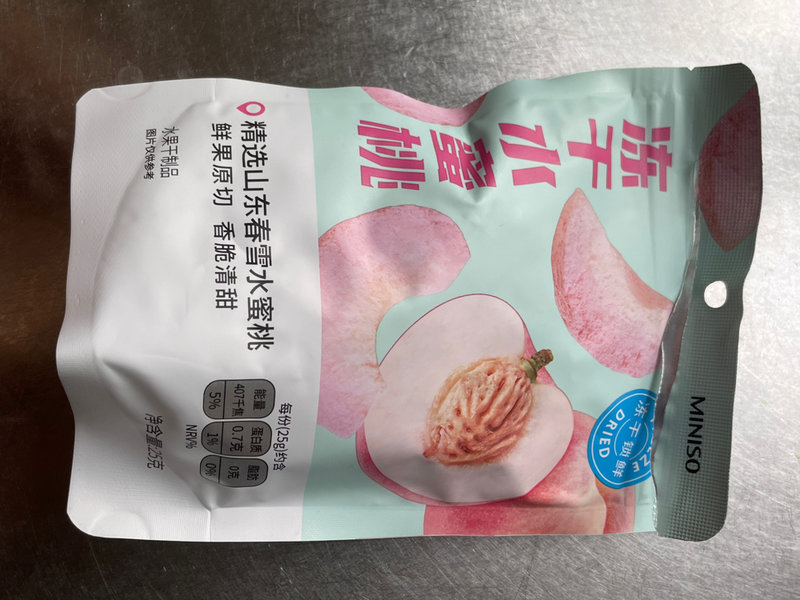 MINISO
冻干水蜜桃
冻干锁鲜
DRIED
精选山东春雪水蜜桃
鲜果原切 香脆清甜
水果干制品
图片仅供参考
每份(25g)约含
能量 蛋白质 脂肪
407千焦 0.7克 0克
5% 1% 0%
NRV%
净含量:25克